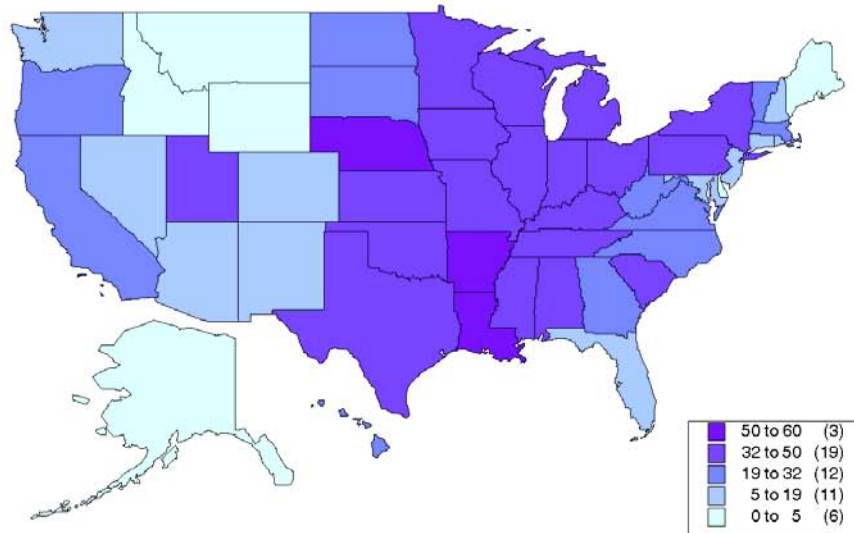 50 to 60 (3)
32 to 50 (19)
19 to 32 (12)
5 to 19 (11)
0 to 5 (6)